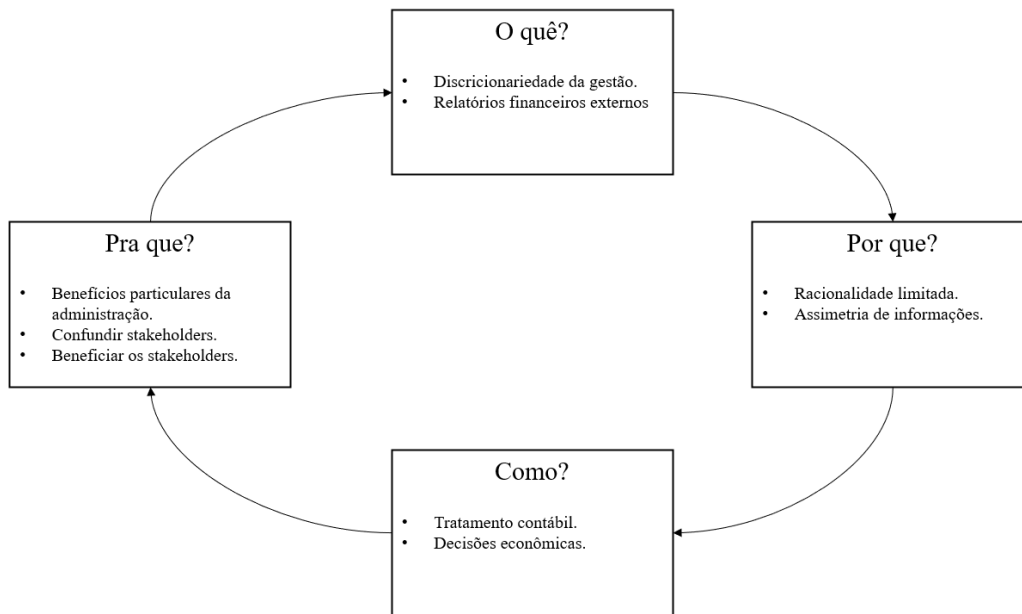 O quê?
• Discricionariedade da gestão.
• Relatórios financeiros externos
Pra que?
• Benefícios particulares da
administração.
• Confundir stakeholders.
• Beneficiar os stakeholders.
Por que?
• Racionalidade limitada.
• Assimetria de informações.
Como?
• Tratamento contábil.
• Decisões econômicas.